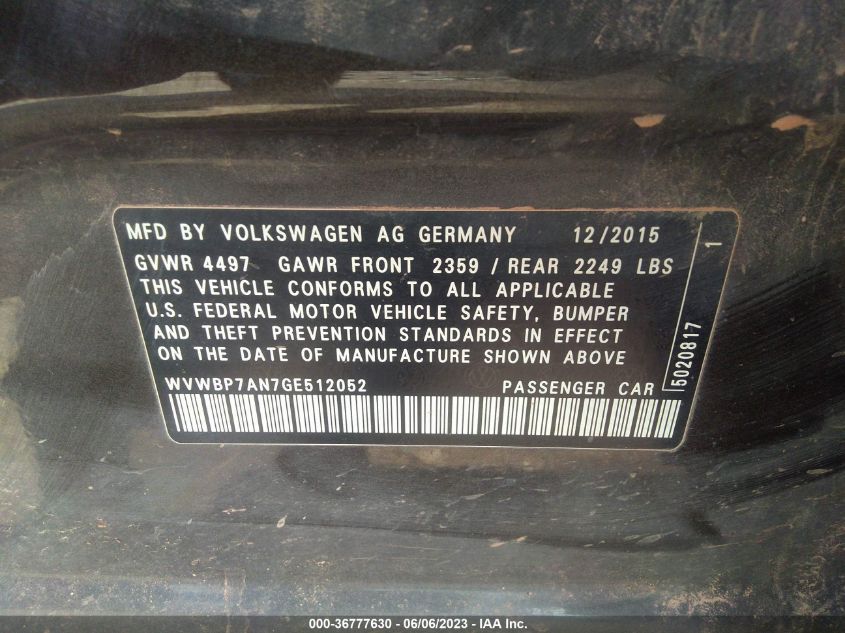 MFD BY VOLKSWAGEN AG GERMANY 12/2015
GVWR 4497 GAWR FRONT 2359 / REAR 2249 LBS
THIS VEHICLE CONFORMS TO ALL APPLICABLE
U.S. FEDERAL MOTOR VEHICLE SAFETY, BUMPER
AND THEFT PREVENTION STANDARDS IN EFFECT
ON THE DATE OF MANUFACTURE SHOWN ABOVE
WVWBP7AN7GE512052 PASSENGER CAR
5020817 1
000-36777630 - 06/06/2023 - IAA Inc.